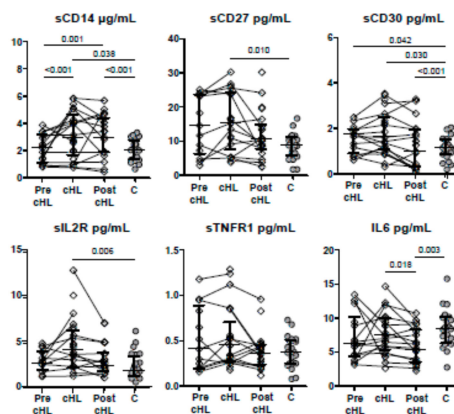 sCD14 µg/mL
sCD27 pg/mL
sCD30 pg/mL
0.001
0.038
<0.001
<0.001
0.010
0.042
0.030
<0.001
8
6
4
2
0
40
30
20
10
0
6
4
2
0
Pre cHL
cHL
Post cHL
C
Pre cHL
cHL
Post cHL
C
Pre cHL
cHL
Post cHL
C
sIL2R pg/mL
sTNFR1 pg/mL
IL6 pg/mL
0.006
0.018
0.003
15
10
5
0
1.5
1.0
0.5
0.0
20
15
10
5
0
Pre cHL
cHL
Post cHL
C
Pre cHL
cHL
Post cHL
C
Pre cHL
cHL
Post cHL
C